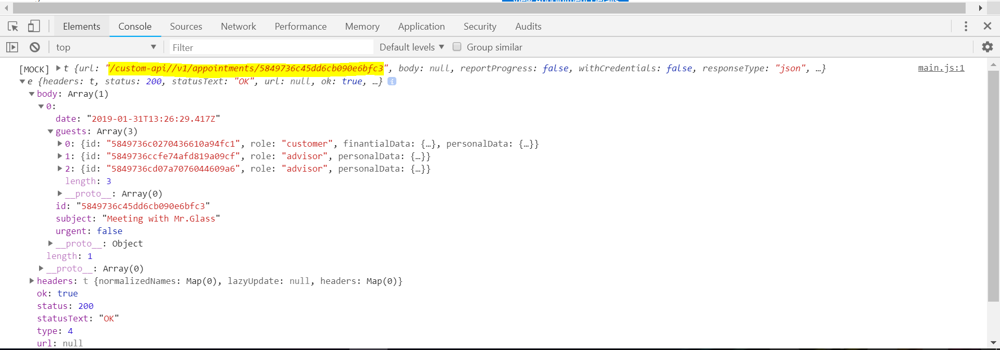 View Appointment Details
Elements Console Sources Network Performance Memory Application Security Audits
top Filter Default levels Group similar
[MOCK] t {url: "/custom-api//v1/appointments/5849736c45dd6cb090e6bfc3", body: null, reportProgress: false, withCredentials: false, responseType: "json", …} main.js:1
e {headers: t, status: 200, statusText: "OK", url: null, ok: true, …} i
body: Array(1)
0:
date: "2019-01-31T13:26:29.417Z"
guests: Array(3)
0: {id: "5849736c0270436610a94fc1", role: "customer", finantialData: {…}, personalData: {…}}
1: {id: "5849736ccfe74afd819a09cf", role: "advisor", personalData: {…}}
2: {id: "5849736cd07a7076044609a6", role: "advisor", personalData: {…}}
length: 3
__proto__: Array(0)
id: "5849736c45dd6cb090e6bfc3"
subject: "Meeting with Mr.Glass"
urgent: false
__proto__: Object
length: 1
__proto__: Array(0)
headers: t {normalizedNames: Map(0), lazyUpdate: null, headers: Map(0)}
ok: true
status: 200
statusText: "OK"
type: 4
url: null